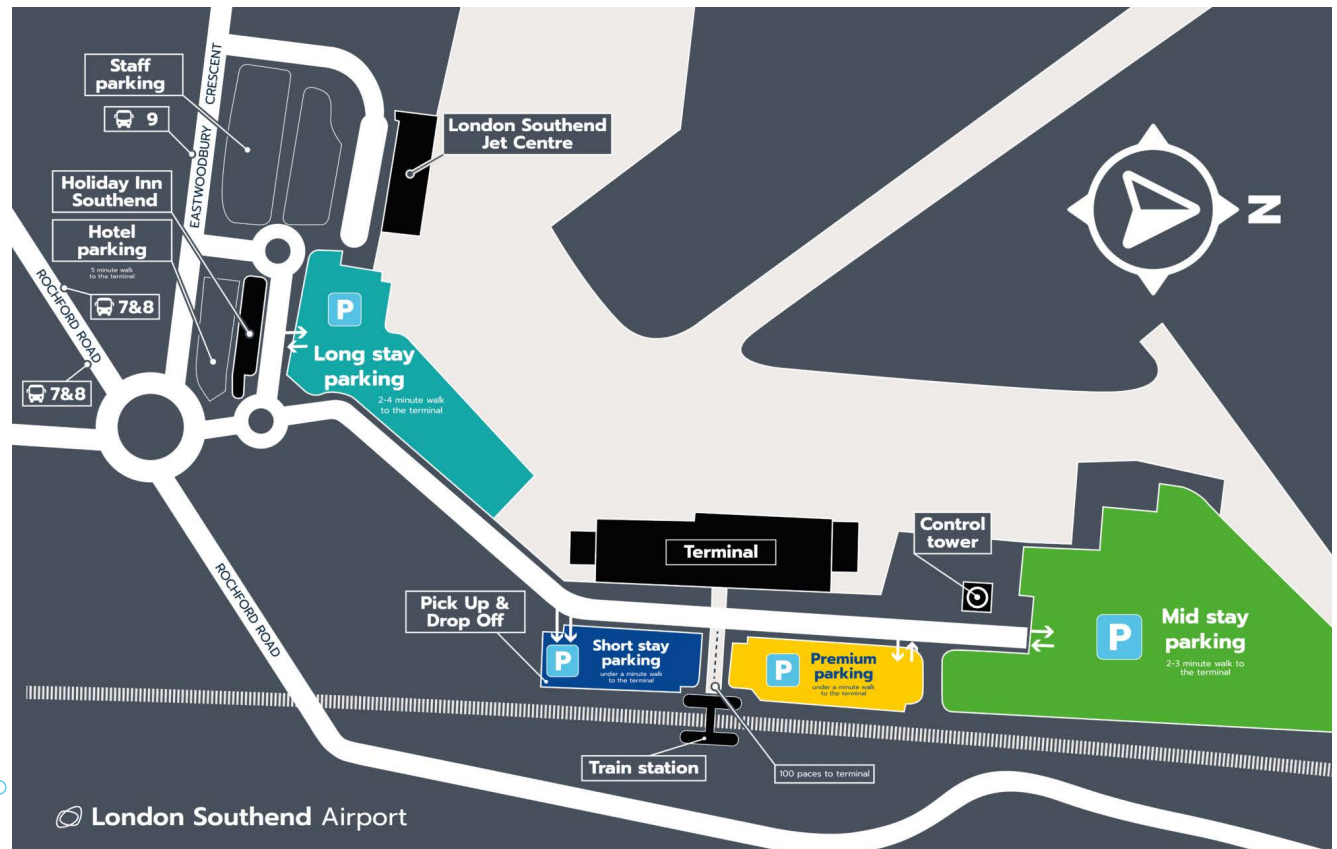 Staff
parking
9
EASTWOODBURY CRESCENT
London Southend
Jet Centre
N
Holiday Inn
Southend
Hotel
parking
5 minute walk
to the terminal
7&8
ROCHFORD ROAD
7&8
P
Long stay
parking
2-4 minute walk
to the terminal
Terminal
Control
tower
Pick Up &
Drop Off
ROCHFORD ROAD
P
Short stay
parking
under a minute walk
to the terminal
P
Premium
parking
under a minute walk
to the terminal
P
Mid stay
parking
2-3 minute walk to
the terminal
Train station
100 paces to terminal
London Southend Airport